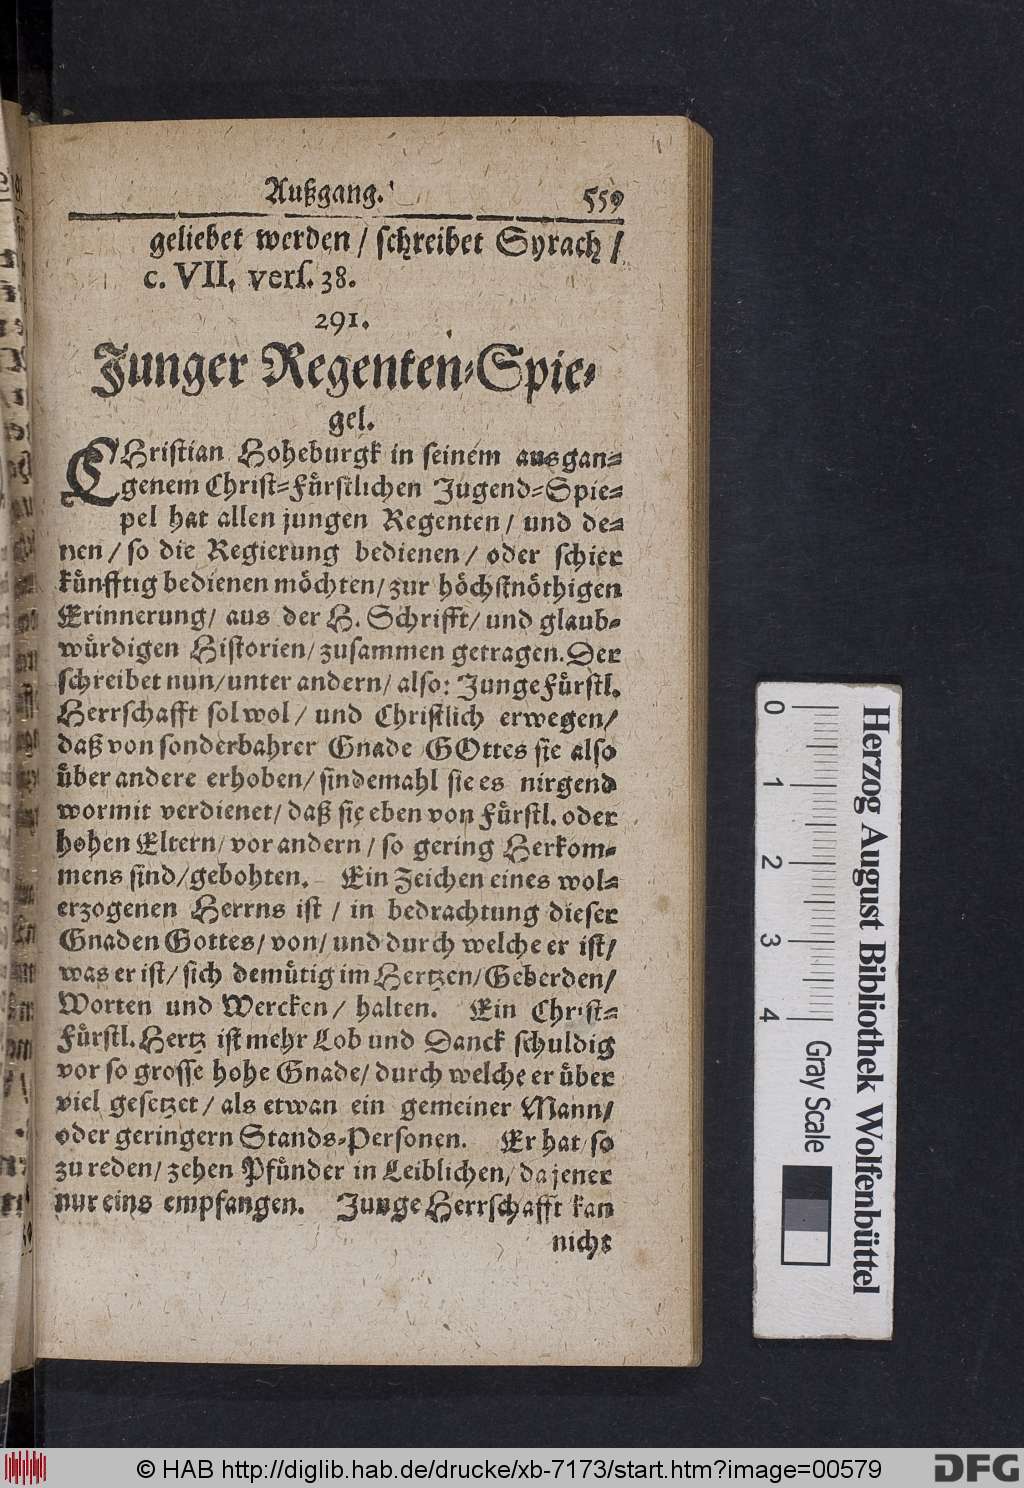 Außgang. 559
geliebet werden / schreibet Syrach /
c. VII. vers. 38.
291.
Junger Regenten-Spie-
gel.
CHristian Hoheburgk in seinem ausgan-
genem Christ-Fürstlichen Jugend-Spie-
pel hat allen jungen Regenten / und de-
nen / so die Regierung bedienen / oder schier
künfftig bedienen möchten / zur höchstnöthigen
Erinnerung / aus der H. Schrifft / und glaub-
würdigen Historien / zusammen getragen. Der
schreibet nun / unter andern / also: Junge Fürstl.
Herrschafft sol wol / und Christlich erwegen /
daß von sonderbahrer Gnade GOttes sie also
über andere erhoben / sindemahl sie es nirgend
wormit verdienet / daß sie eben von Fürstl. oder
hohen Eltern / vor andern / so gering Herkom-
mens sind / gebohten. Ein Zeichen eines wol-
erzogenen Herrns ist / in bedrachtung dieser
Gnaden Gottes / von / und durch welche er ist /
was er ist / sich demütig im Hertzen / Geberden /
Worten und Wercken / halten. Ein Christ-
Fürstl. Hertz ist mehr Lob und Danck schuldig
vor so grosse hohe Gnade / durch welche er über
viel gesetzet / als etwan ein gemeiner Mann /
oder geringern Stands-Personen. Er hat / so
zu reden / zehen Pfünder in Leiblichen / da jener
nur eins empfangen. Junge Herrschafft kan
nicht
0 1 2 3 4
Gray Scale
Herzog August Bibliothek Wolfenbüttel
© HAB http://diglib.hab.de/drucke/xb-7173/start.htm?image=00579
DFG